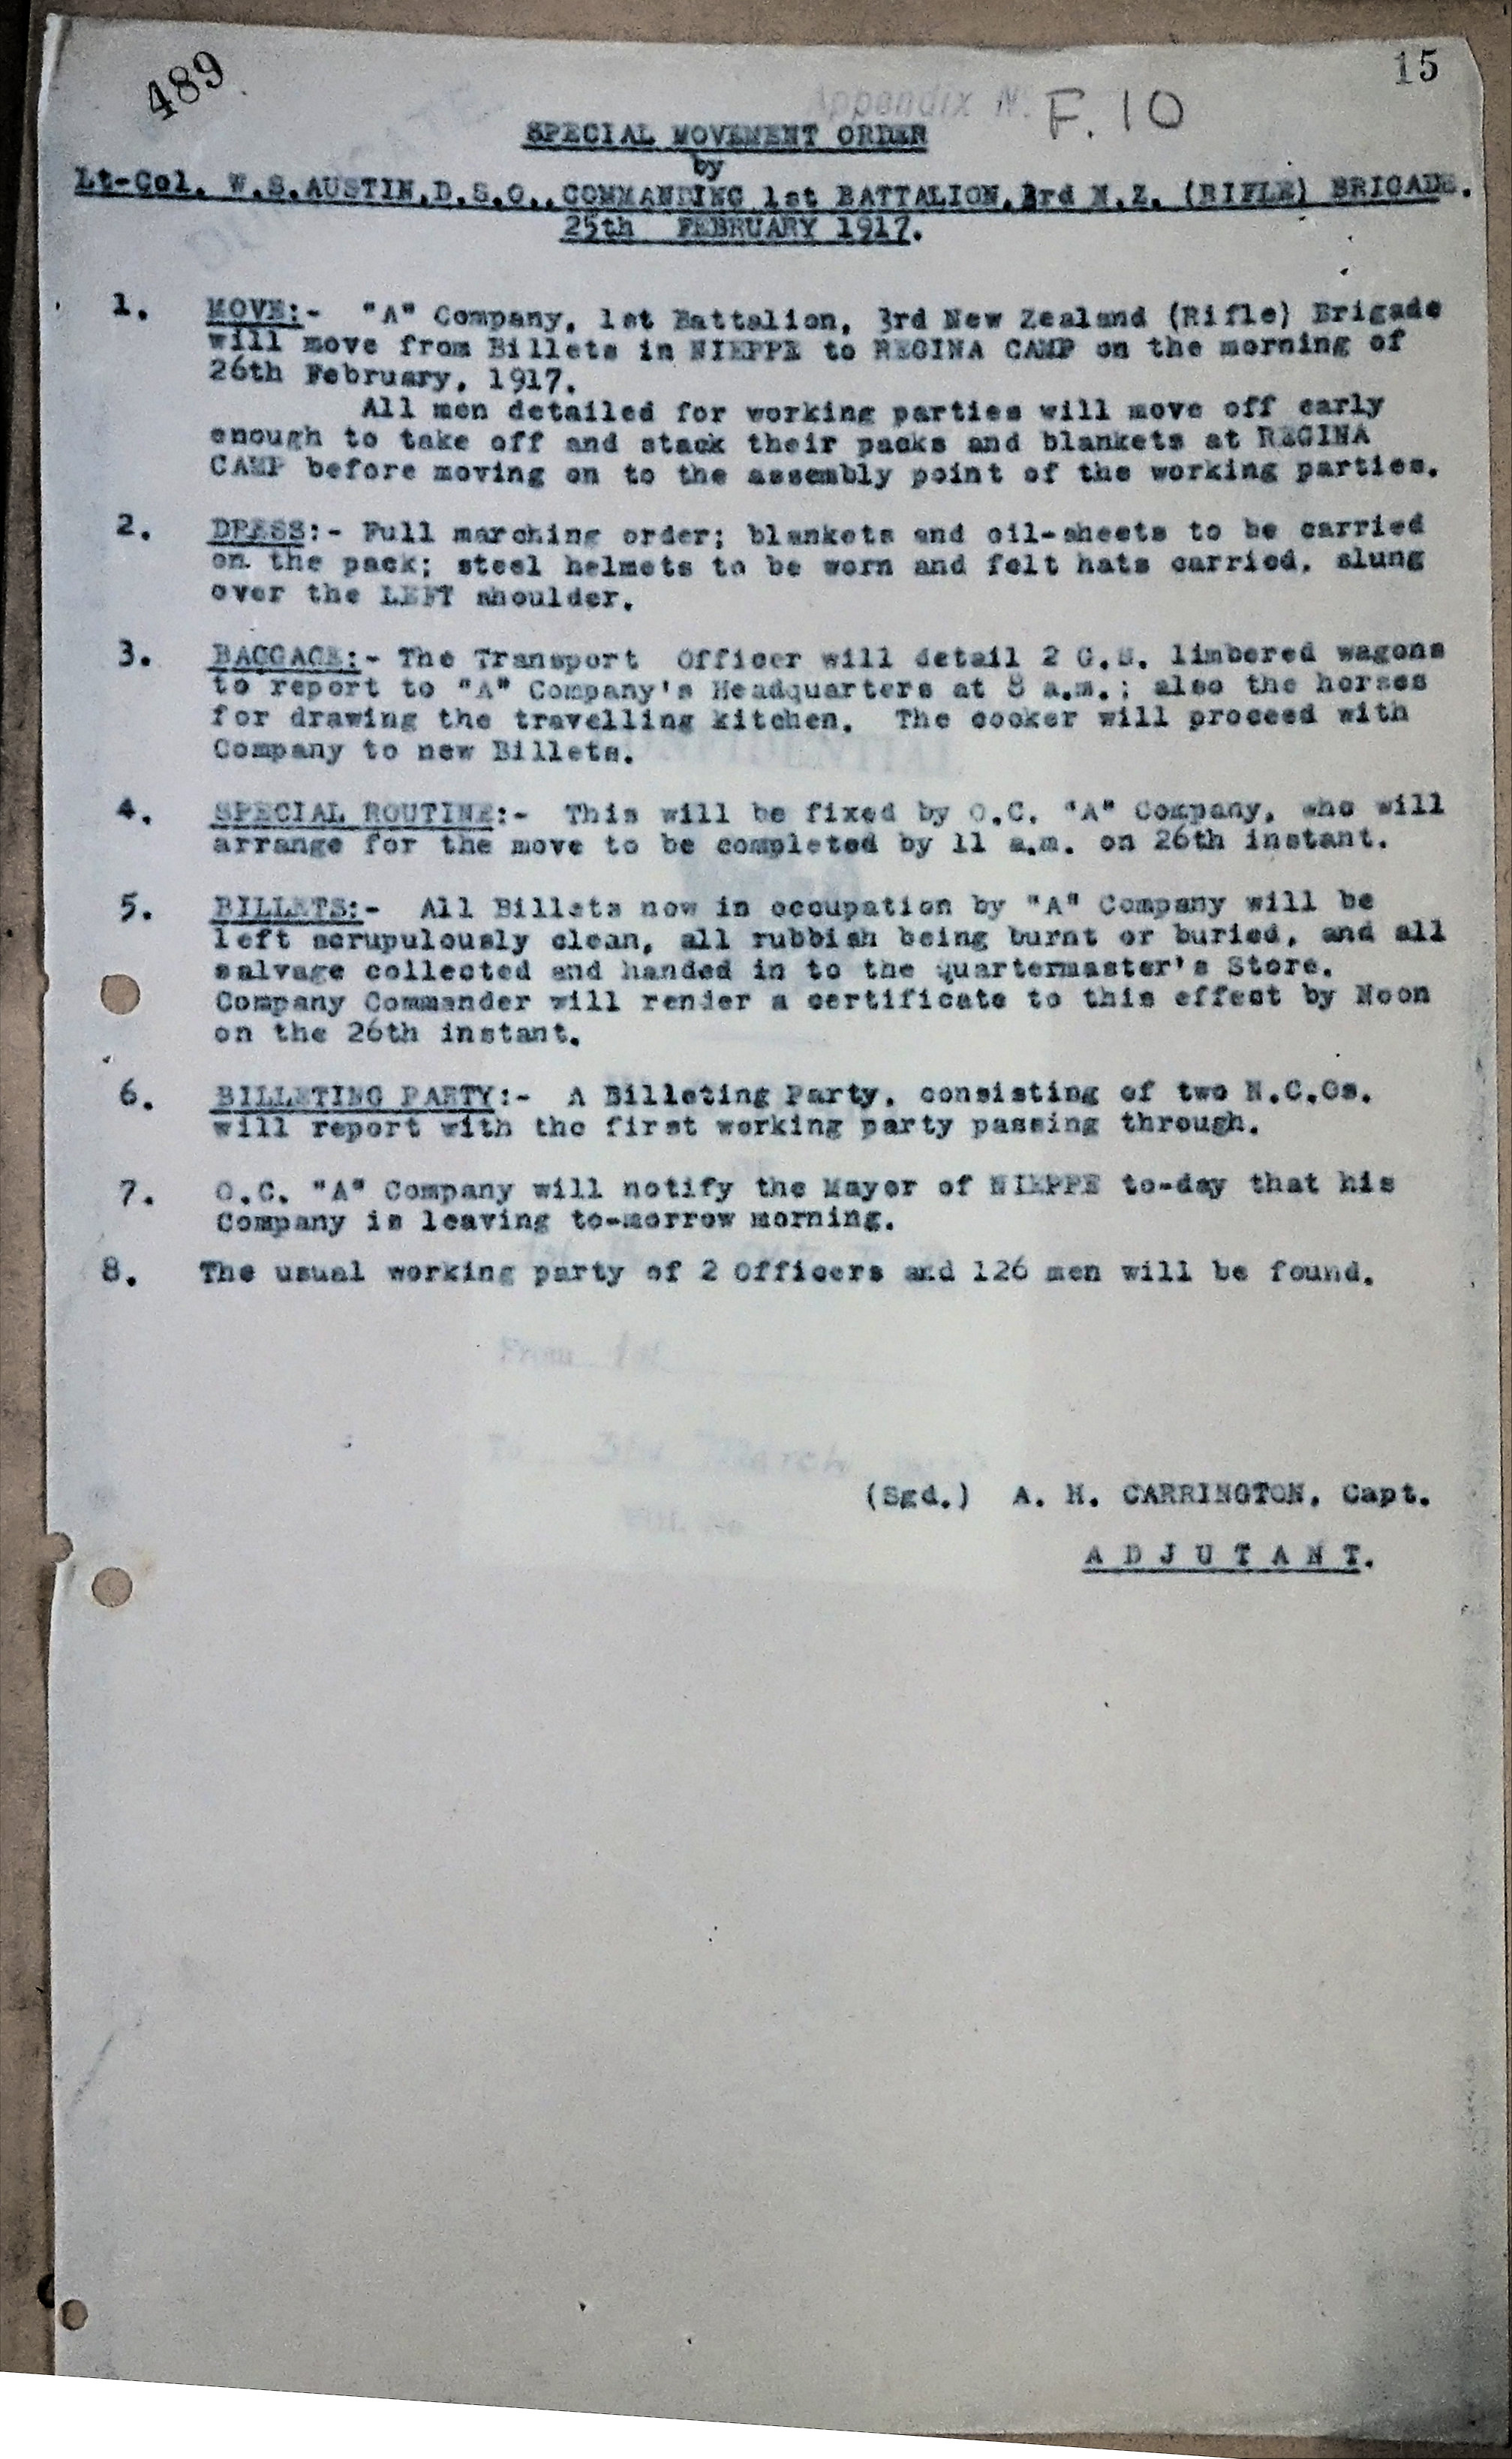 489
15
Appendix N. F. 10
SPECIAL MOVEMENT ORDER
by
Lt-Col. W.S.AUSTIN,D.S.O., COMMANDING 1st BATTALION, 3rd N.Z. (RIFLE) BRIGADE.
25th FEBRUARY 1917.
1. MOVE:- "A" Company, 1st Battalion, 3rd New Zealand (Rifle) Brigade
will move from Billets in NIEPPE to REGINA CAMP on the morning of
26th February, 1917.
All men detailed for working parties will move off early
enough to take off and stack their packs and blankets at REGINA
CAMP before moving on to the assembly point of the working parties.
2. DRESS:- Full marching order; blankets and oil-sheets to be carried
on the pack; steel helmets to be worn and felt hats carried, slung
over the LEFT shoulder.
3. BAGGAGE:- The Transport Officer will detail 2 G.S. limbered wagons
to report to "A" Company's Headquarters at 8 a.m.; also the horses
for drawing the travelling kitchen. The cooker will proceed with
Company to new Billets.
4. SPECIAL ROUTINE:- This will be fixed by O.C. "A" Company, who will
arrange for the move to be completed by 11 a.m. on 26th instant.
5. BILLETS:- All Billets now in occupation by "A" Company will be
left scrupulously clean, all rubbish being burnt or buried, and all
salvage collected and handed in to the Quartermaster's Store.
Company Commander will render a certificate to this effect by Noon
on the 26th instant.
6. BILLETING PARTY:- A Billeting Party, consisting of two N.C.Os.
will report with the first working party passing through.
7. O.C. "A" Company will notify the Mayor of NIEPPE to-day that his
Company is leaving to-morrow morning.
8. The usual working party of 2 Officers and 126 men will be found.
From 1st
To 31st March
(Sgd.) A. H. CARRINGTON, Capt.
A D J U T A N T.